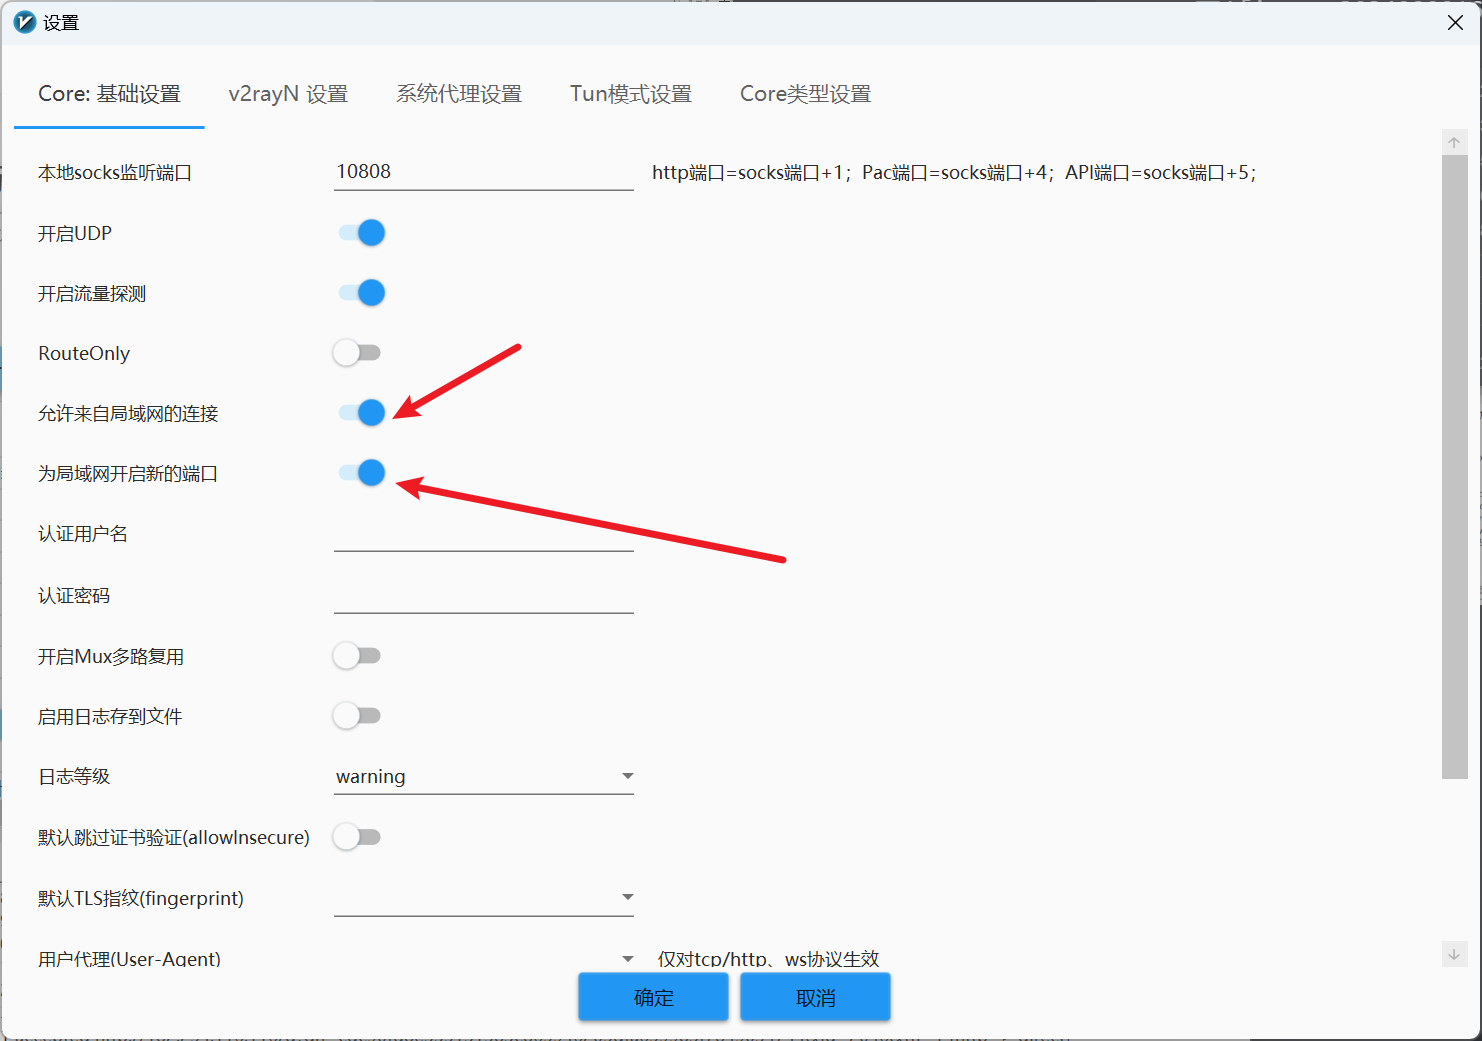 设置
Core: 基础设置 v2rayN 设置 系统代理设置 Tun模式设置 Core类型设置
本地socks监听端口 10808 http端口=socks端口+1；Pac端口=socks端口+4；API端口=socks端口+5；
开启UDP
开启流量探测
RouteOnly
允许来自局域网的连接
为局域网开启新的端口
认证用户名
认证密码
开启Mux多路复用
启用日志存到文件
日志等级 warning
默认跳过证书验证(allowInsecure)
默认TLS指纹(fingerprint)
用户代理(User-Agent) 仅对tcp/http、ws协议生效
确定 取消